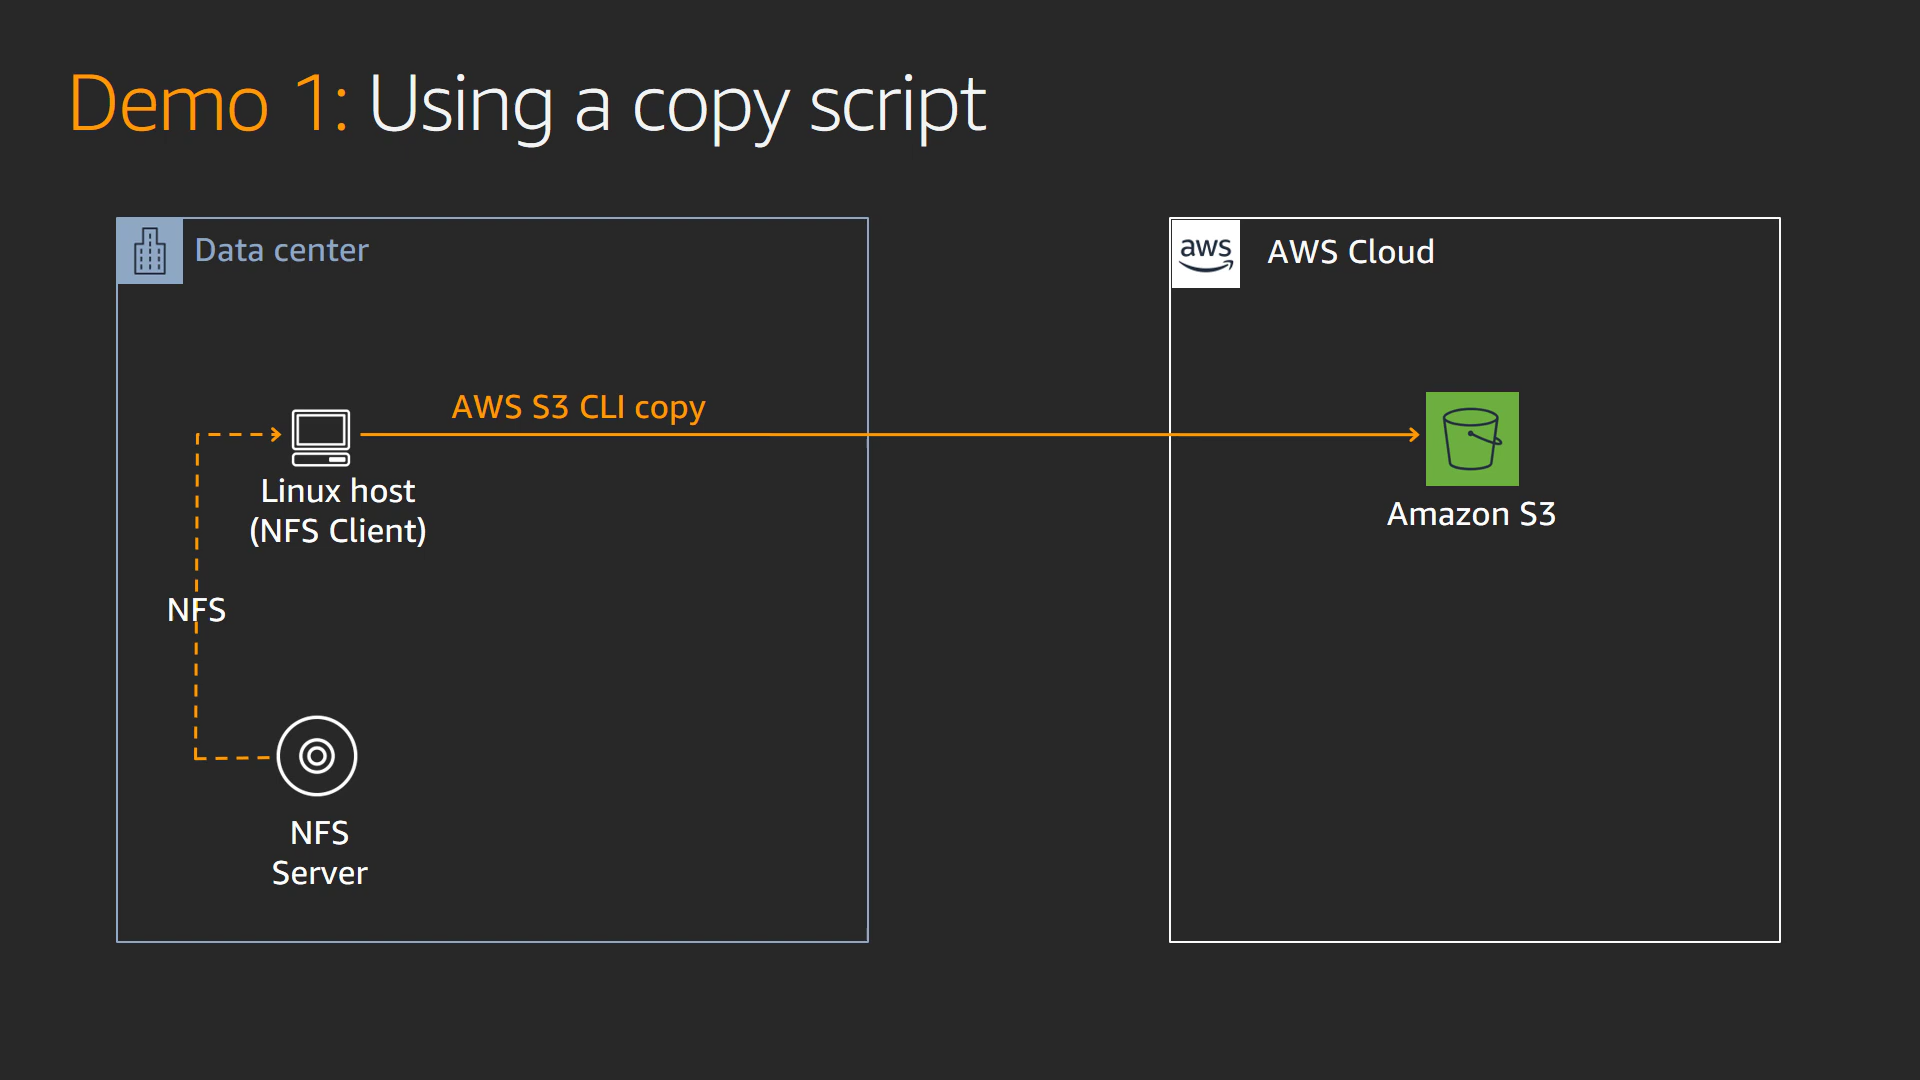 Demo 1: Using a copy script
Data center
aws
AWS Cloud
AWS S3 CLI copy
Linux host
(NFS Client)
Amazon S3
NFS
NFS
Server